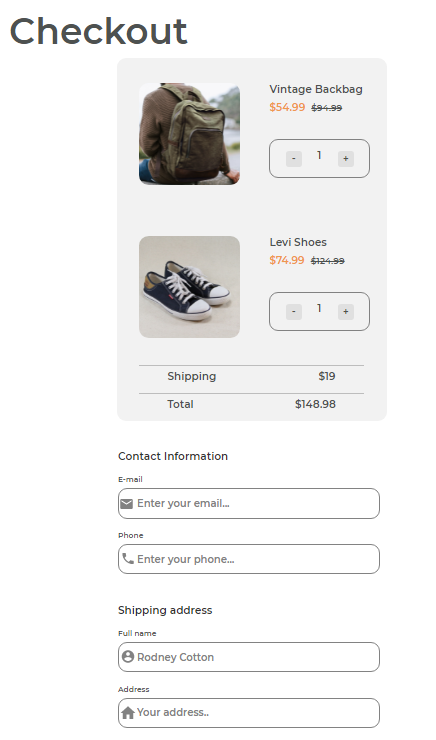 Checkout
Vintage Backbag
$54.99 $94.99
- 1 +
Levi Shoes
$74.99 $124.99
- 1 +
Shipping $19
Total $148.98
Contact Information
E-mail
Enter your email...
Phone
Enter your phone...
Shipping address
Full name
Rodney Cotton
Address
Your address..